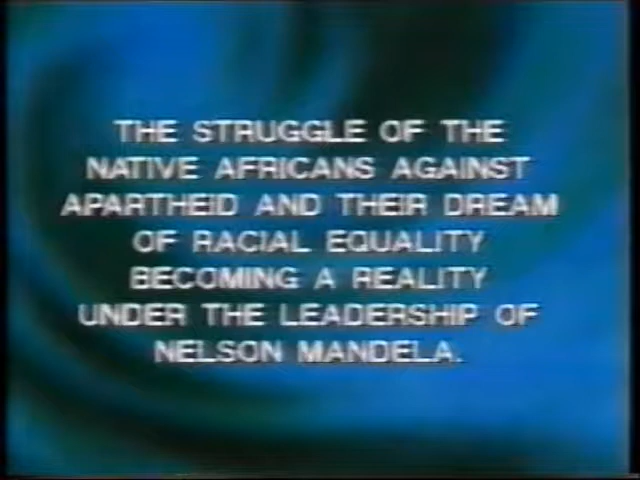 THE STRUGGLE OF THE
NATIVE AFRICANS AGAINST
APARTHEID AND THEIR DREAM
OF RACIAL EQUALITY
BECOMING A REALITY
UNDER THE LEADERSHIP OF
NELSON MANDELA.